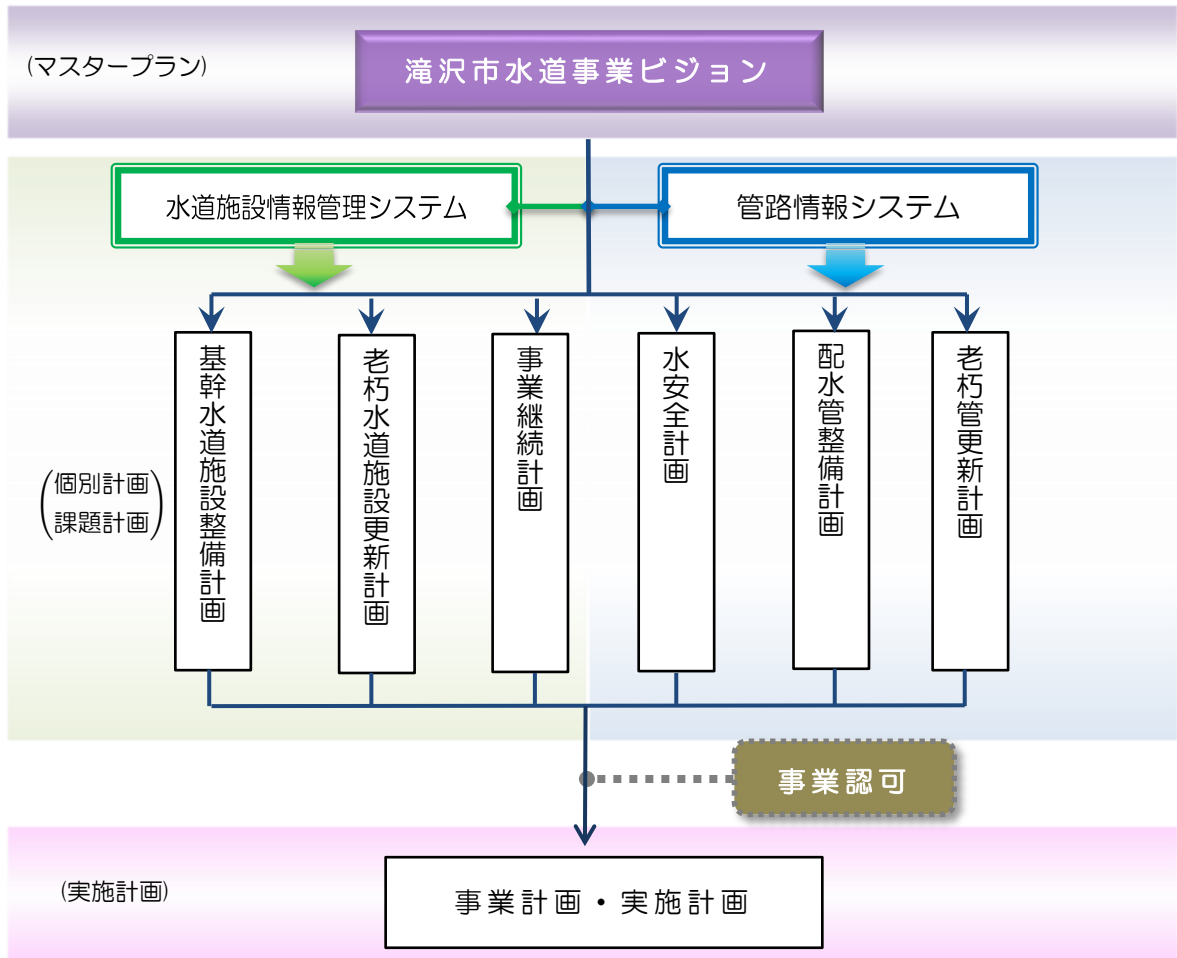 (マスタープラン)
滝沢市水道事業ビジョン
水道施設情報管理システム
管路情報システム
(個別計画
課題計画)
基幹水道施設整備計画
老朽水道施設更新計画
事業継続計画
水安全計画
配水管整備計画
老朽管更新計画
事業認可
(実施計画)
事業計画・実施計画